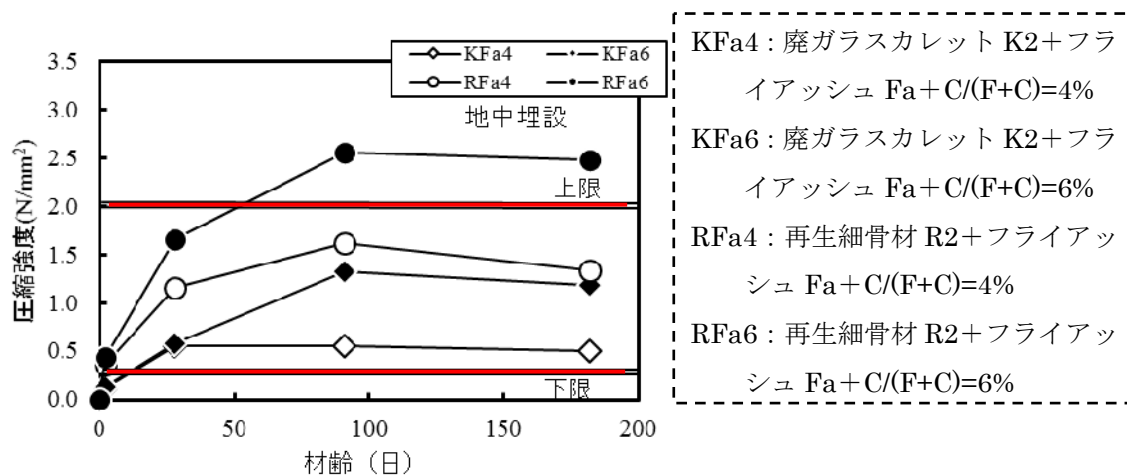 KFa4 KFa6
RFa4 RFa6
地中埋設
上限
下限
3.5
3.0
2.5
2.0
1.5
1.0
0.5
0.0
圧縮強度(N/mm²)
0 50 100 150 200
材齢（日）
KFa4：廃ガラスカレット K2＋フラ
イアッシュ Fa＋C/(F+C)=4%
KFa6：廃ガラスカレット K2＋フラ
イアッシュ Fa＋C/(F+C)=6%
RFa4：再生細骨材 R2＋フライアッ
シュ Fa＋C/(F+C)=4%
RFa6：再生細骨材 R2＋フライアッ
シュ Fa＋C/(F+C)=6%